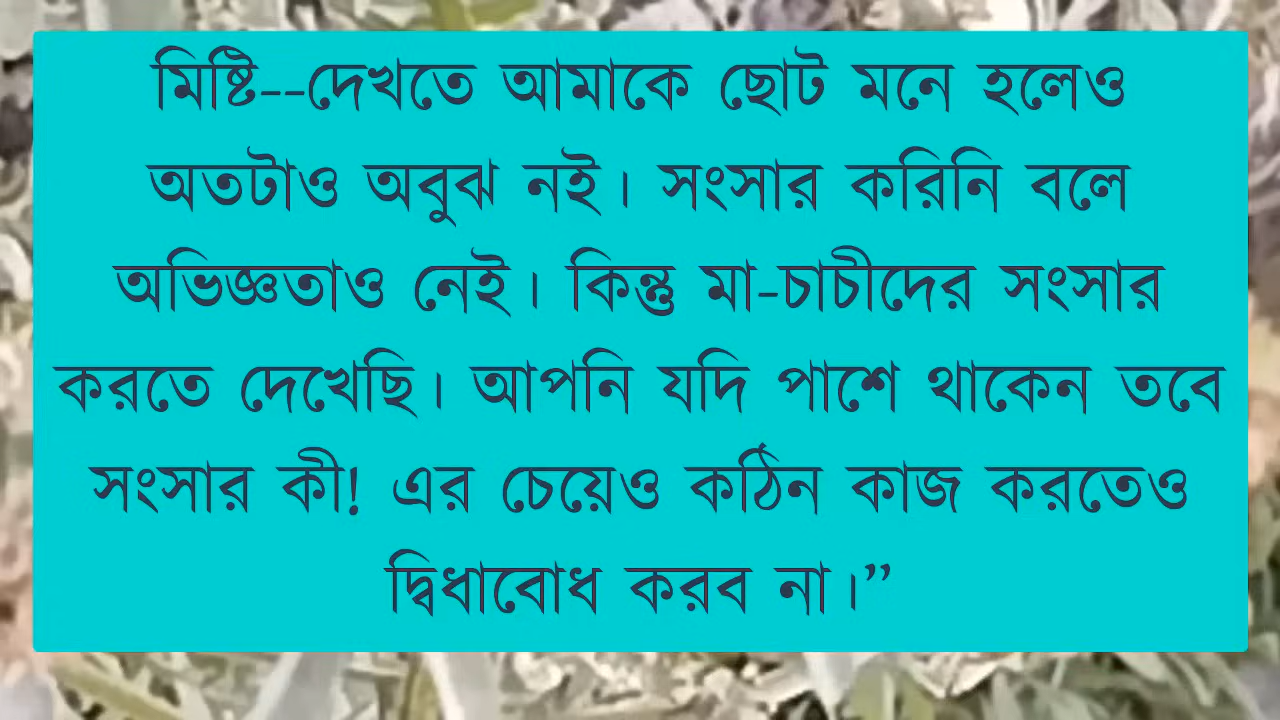 মিষ্টি--দেখতে আমাকে ছোট মনে হলেও
অতটাও অবুঝ নই। সংসার করিনি বলে
অভিজ্ঞতাও নেই। কিন্তু মা-চাচীদের সংসার
করতে দেখেছি। আপনি যদি পাশে থাকেন তবে
সংসার কী! এর চেয়েও কঠিন কাজ করতেও
দ্বিধাবোধ করব না।”